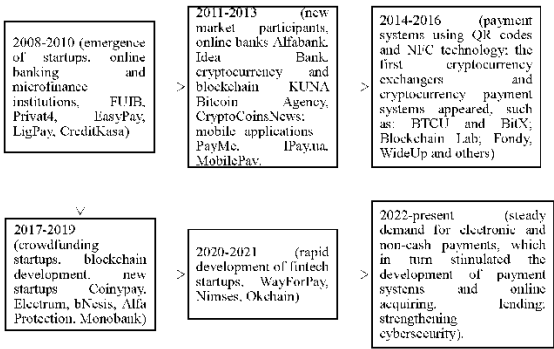 2008-2010 (emergence
of startups. online
banking and
microfinance
institutions, FUIB,
Privat4, EasyPay,
LigPay, CreditKasa)
2011-2013 (new
market participants,
online banks Alfabank.
Idea Bank.
cryptocurrency and
blockchain KUNA
Bitcoin Agency,
CryptoCoinsNews;
mobile applications
PayMe. IPay.ua.
MobilePay.
2014-2016 (payment
systems using QR codes
and NFC technology; the
first cryptocurrency
exchangers and
cryptocurrency payment
systems appeared, such
as: BTCU and BitX;
Blockchain Lab; Fondy,
WideUp and others)
2017-2019
(crowdfunding
startups. blockchain
development. new
startups Coinypay.
Electrum, bNesis, Alfa
Protection. Monobank)
2020-2021 (rapid
development of fintech
startups. WayForPay,
Nimses, Okchain)
2022-present (steady
demand for electronic and
non-cash payments, which
in turn stimulated the
development of payment
systems and online
acquiring. lending;
strengthening
cybersecurity).